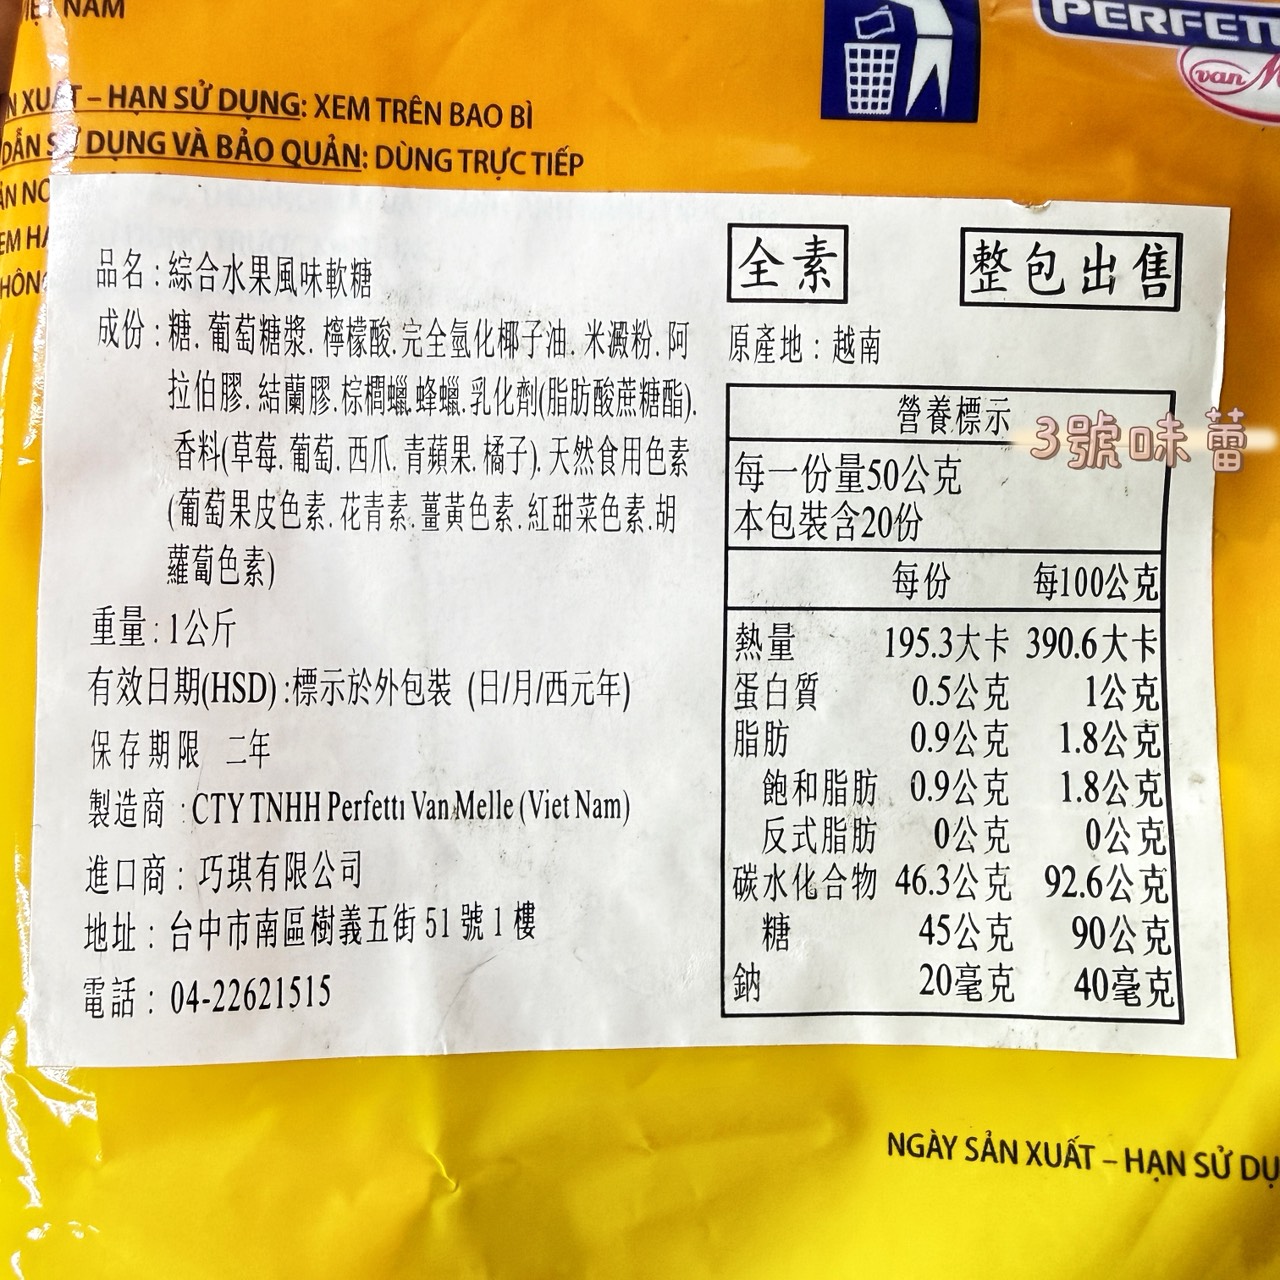 VIỆT NAM
PERFETTI
van M
N XUẤT – HẠN SỬ DỤNG: XEM TRÊN BAO BÌ
DẪN SỬ DỤNG VÀ BẢO QUẢN: DÙNG TRỰC TIẾP
品名:綜合水果風味軟糖
成份:糖. 葡萄糖漿. 檸檬酸. 完全氫化椰子油. 米澱粉. 阿
拉伯膠. 結蘭膠. 棕櫚蠟. 蜂蠟. 乳化劑(脂肪酸蔗糖酯).
香料(草莓. 葡萄. 西爪. 青蘋果. 橘子). 天然食用色素
(葡萄果皮色素. 花青素. 薑黃色素. 紅甜菜色素. 胡
蘿蔔色素)
重量:1公斤
有效日期(HSD) :標示於外包裝 (日/月/西元年)
保存期限 二年
製造商 :CTY TNHH Perfetti Van Melle (Viet Nam)
進口商:巧琪有限公司
地址:台中市南區樹義五街 51 號 1 樓
電話:04-22621515
全素
整包出售
原產地:越南
營養標示
3號味蕾
每一份量50公克
本包裝含20份
每份 每100公克
熱量 195.3大卡 390.6大卡
蛋白質 0.5公克 1公克
脂肪 0.9公克 1.8公克
飽和脂肪 0.9公克 1.8公克
反式脂肪 0公克 0公克
碳水化合物 46.3公克 92.6公克
糖 45公克 90公克
鈉 20毫克 40毫克
NGÀY SẢN XUẤT – HẠN SỬ DỤ